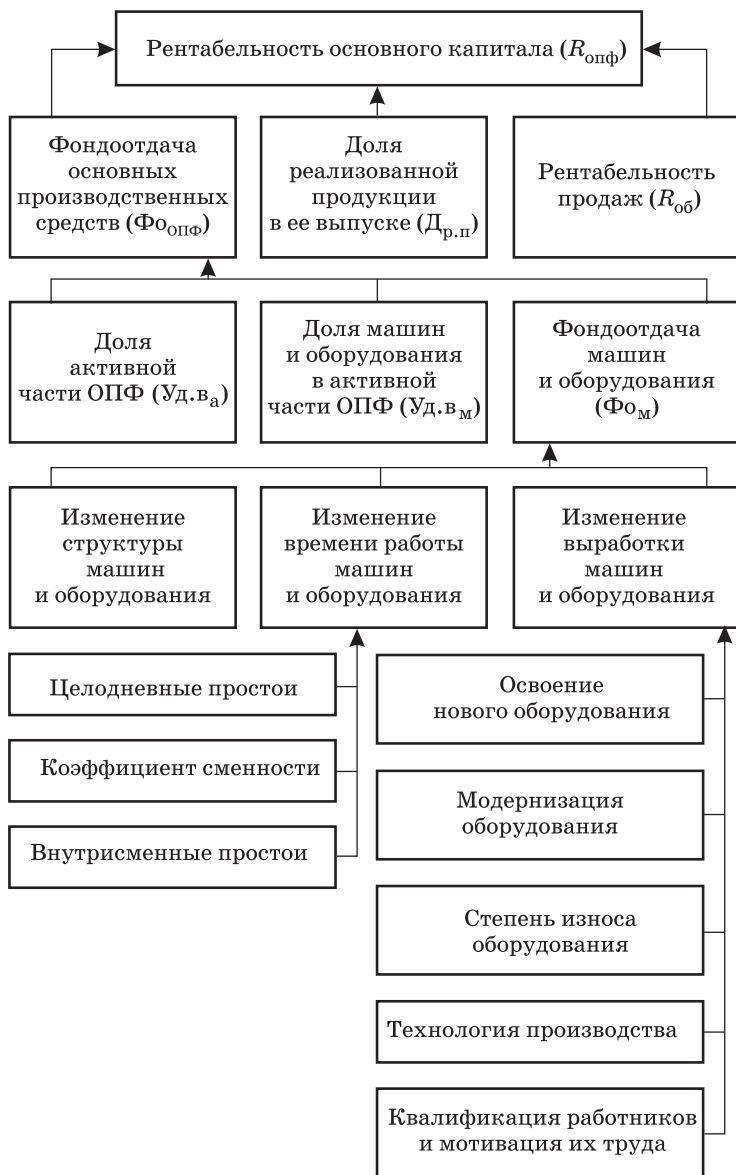 Рентабельность основного капитала (Rопф)
Фондоотдача
основных
производственных
средств (ФоОПФ)
Доля
реализованной
продукции
в ее выпуске (Др.п)
Рентабельность
продаж (Rоб)
Доля
активной
части ОПФ (Уд.ва)
Доля машин
и оборудования
в активной
части ОПФ (Уд.вм)
Фондоотдача
машин
и оборудования
(Фом)
Изменение
структуры
машин
и оборудования
Изменение
времени работы
машин
и оборудования
Изменение
выработки
машин
и оборудования
Целодневные простои
Коэффициент сменности
Внутрисменные простои
Освоение
нового оборудования
Модернизация
оборудования
Степень износа
оборудования
Технология производства
Квалификация работников
и мотивация их труда